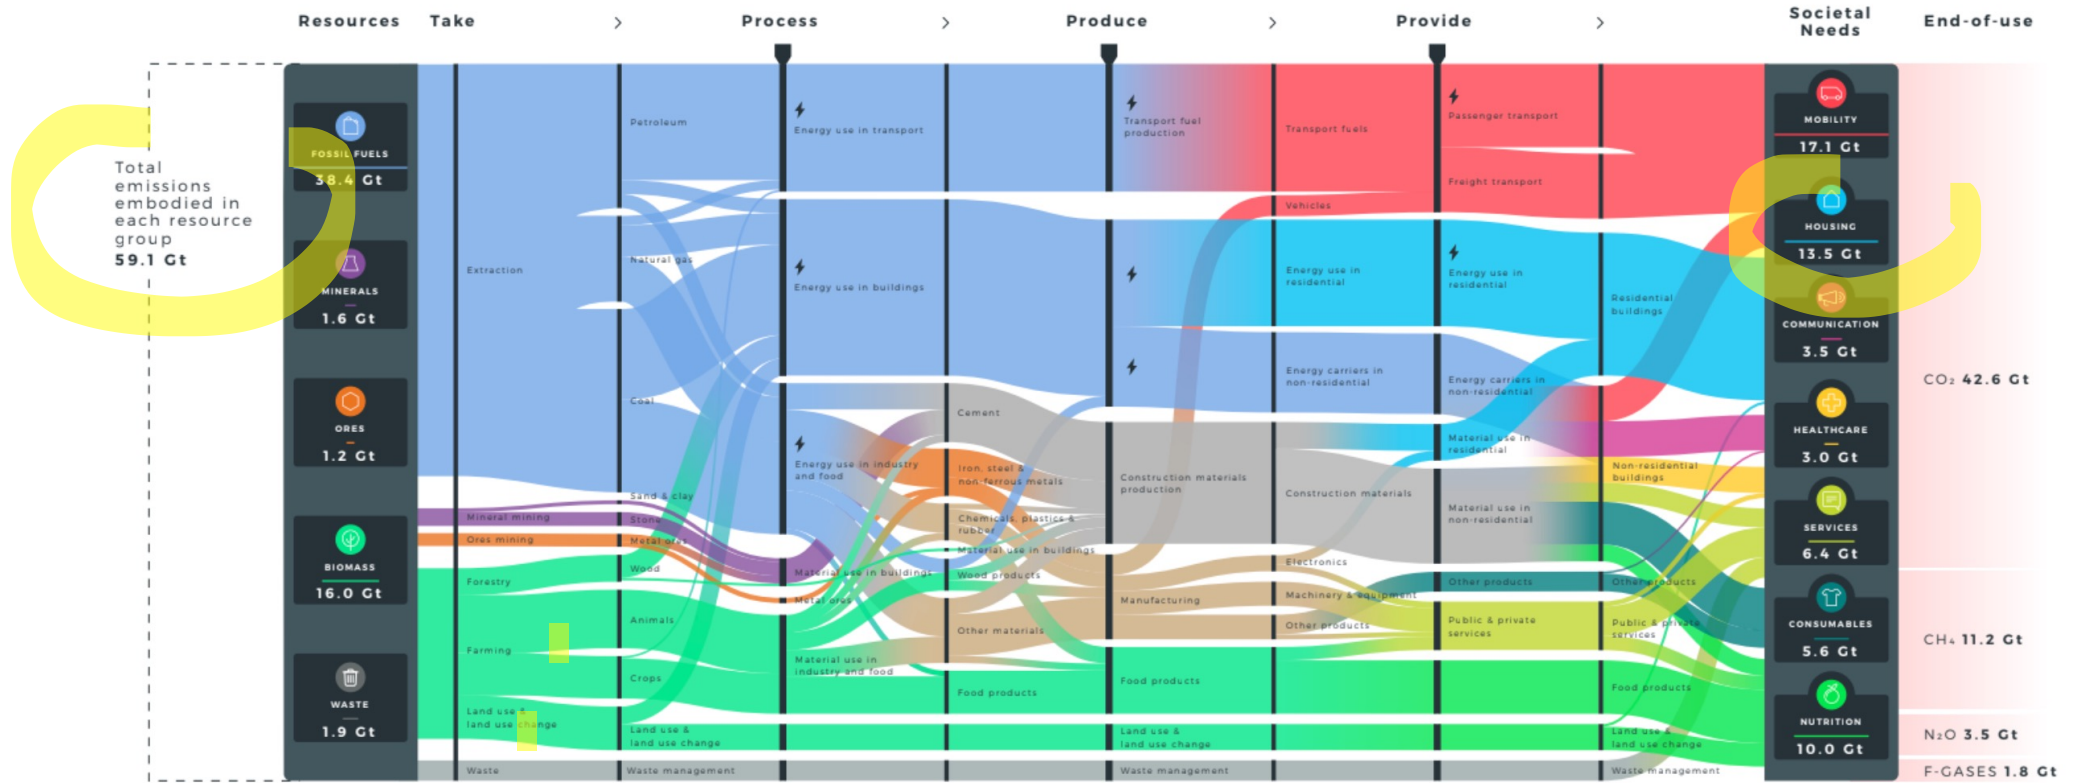 Resources
Take
>
Process
>
Produce
>
Provide
>
Societal
Needs
End-of-use
Total
emissions
embodied in
each resource
group
59.1 Gt
FOSSIL FUELS
38.4 Gt
MINERALS
1.6 Gt
ORES
1.2 Gt
BIOMASS
16.0 Gt
WASTE
1.9 Gt
Extraction
Mineral mining
Ores mining
Forestry
Farming
Land use &
land use change
Waste
Petroleum
Natural gas
Coal
Sand & clay
Stone
Metal ores
Wood
Animals
Crops
Land use &
land use change
Waste management
Energy use in transport
Energy use in buildings
Energy use in industry
and food
Material use in buildings
Metal ores
Material use in
industry and food
Cement
Iron, steel &
non-ferrous metals
Chemicals, plastics &
rubber
Material use in buildings
Wood products
Other materials
Food products
Transport fuel
production
Construction materials
production
Manufacturing
Food products
Land use &
land use change
Waste management
Transport fuels
Vehicles
Energy use in
residential
Energy carriers in
non-residential
Construction materials
Electronics
Machinery & equipment
Other products
Passenger transport
Freight transport
Energy use in
residential
Energy carriers in
non-residential
Material use in
residential
Material use in
non-residential
Other products
Public & private
services
Residential
buildings
Non-residential
buildings
Other products
Public & private
services
Food products
Land use &
land use change
Waste management
MOBILITY
17.1 Gt
HOUSING
13.5 Gt
COMMUNICATION
3.5 Gt
HEALTHCARE
3.0 Gt
SERVICES
6.4 Gt
CONSUMABLES
5.6 Gt
NUTRITION
10.0 Gt
CO₂ 42.6 Gt
CH₄ 11.2 Gt
N₂O 3.5 Gt
F-GASES 1.8 Gt